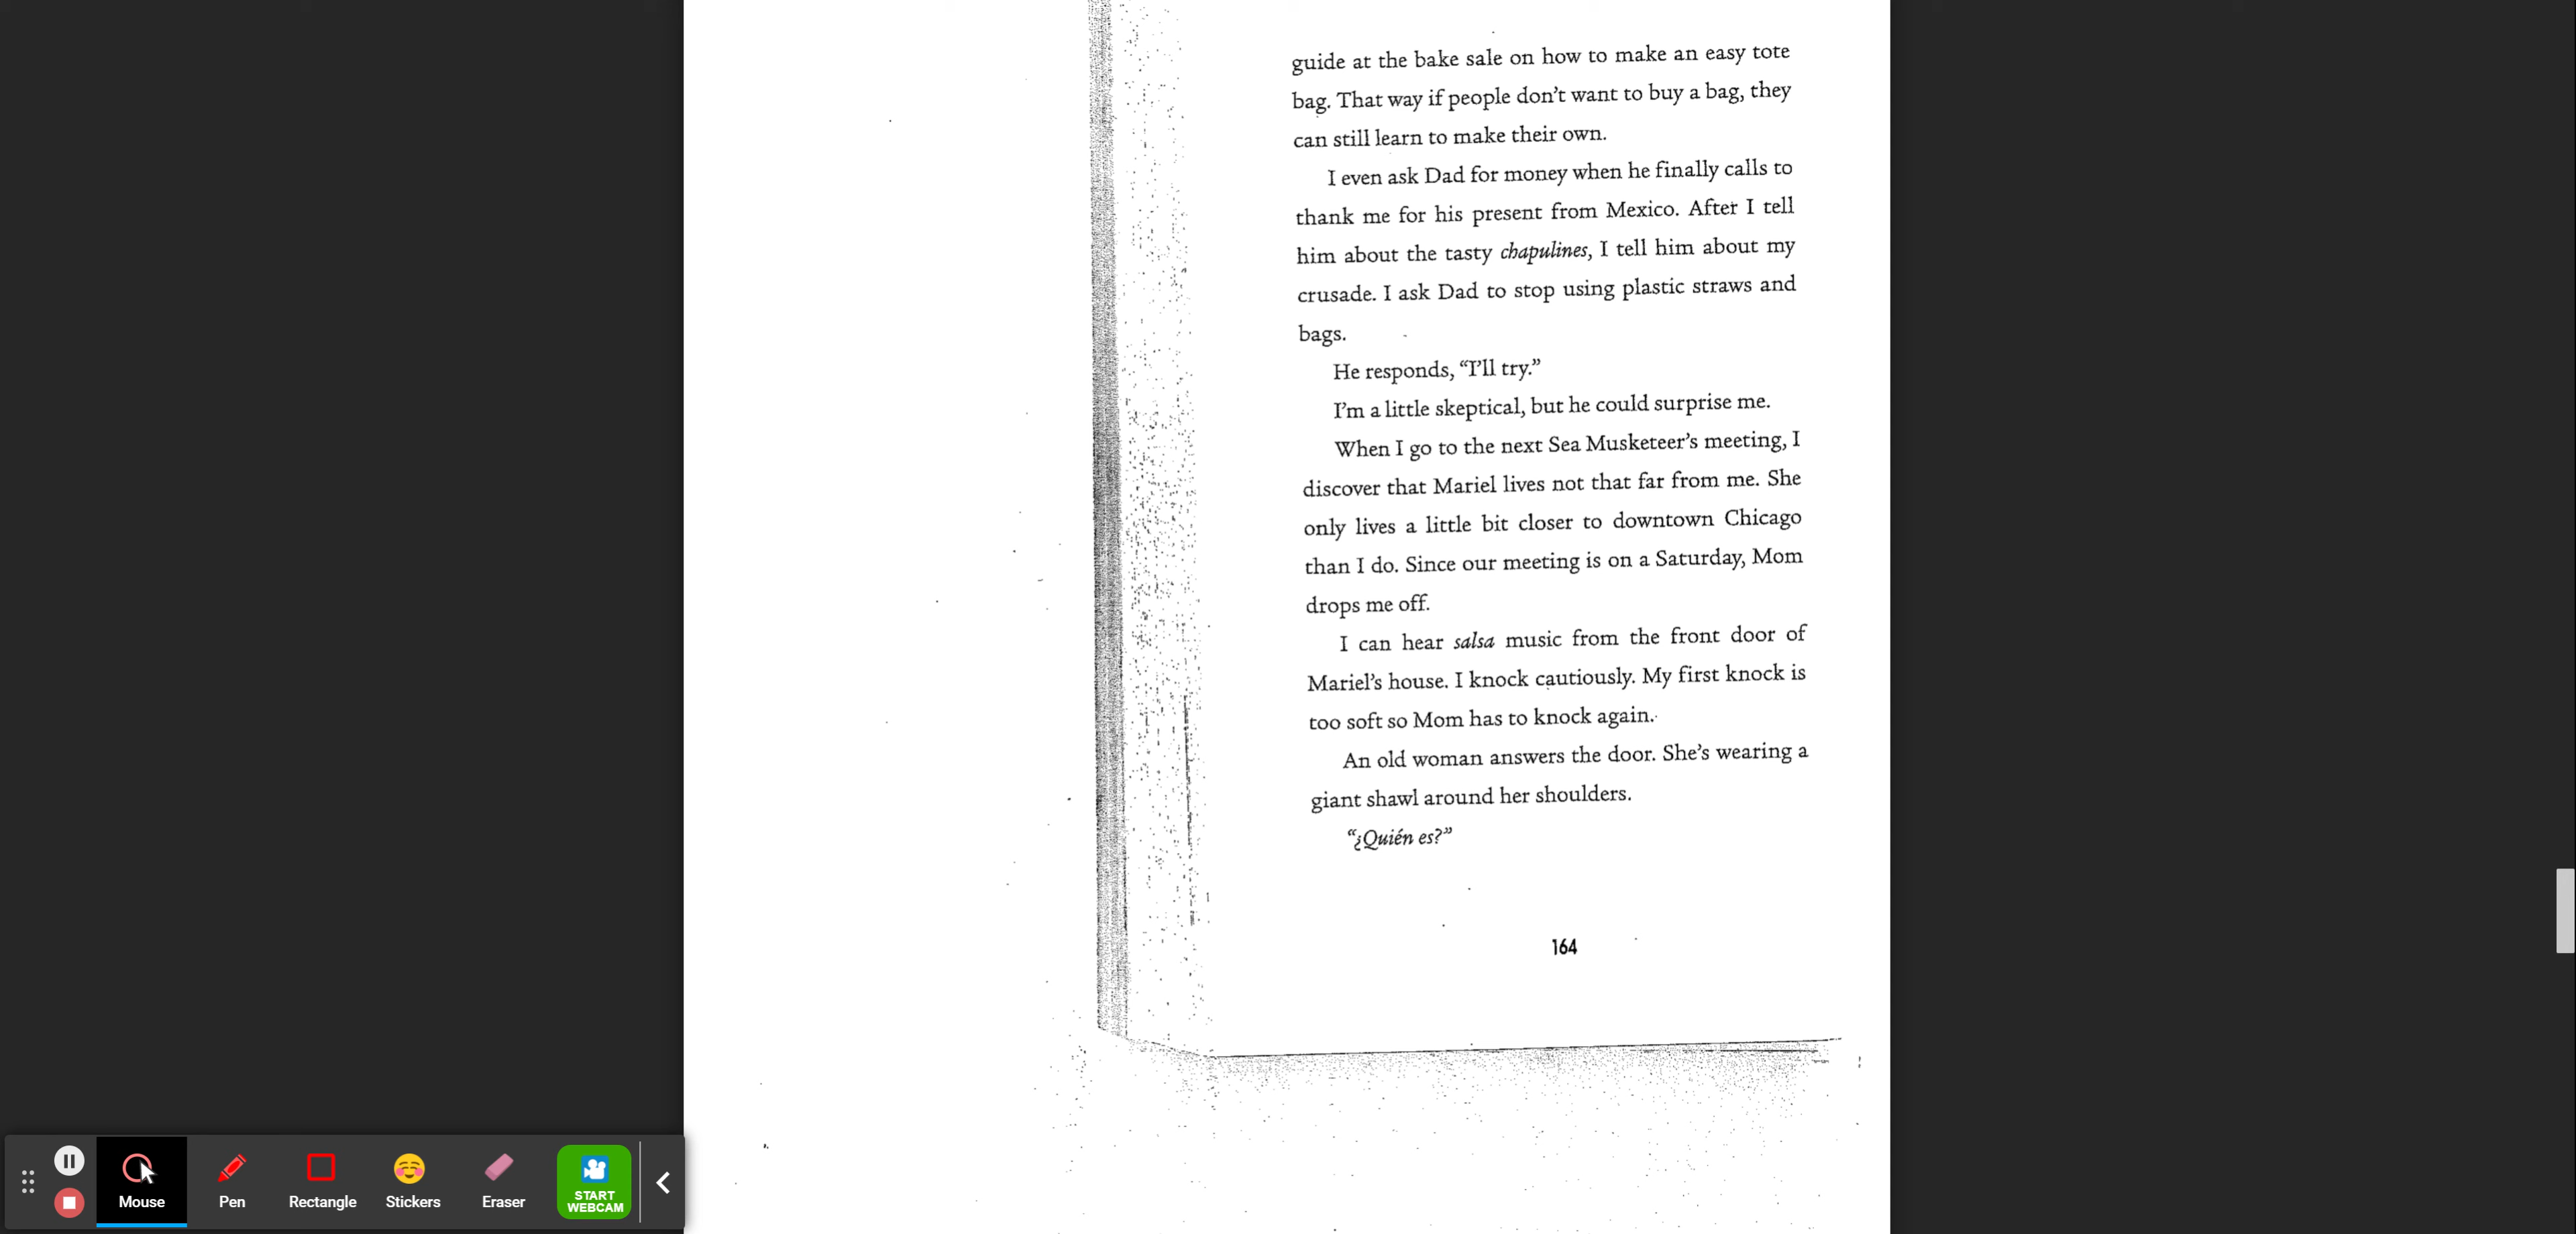 guide at the bake sale on how to make an easy tote
bag. That way if people don't want to buy a bag, they
can still learn to make their own.
I even ask Dad for money when he finally calls to
thank me for his present from Mexico. After I tell
him about the tasty chapulines, I tell him about my
crusade. I ask Dad to stop using plastic straws and
bags.
He responds, “I'll try.”
I'm a little skeptical, but he could surprise me.
When I go to the next Sea Musketeer's meeting, I
discover that Mariel lives not that far from me. She
only lives a little bit closer to downtown Chicago
than I do. Since our meeting is on a Saturday, Mom
drops me off.
I can hear salsa music from the front door of
Mariel's house. I knock cautiously. My first knock is
too soft so Mom has to knock again.
An old woman answers the door. She's wearing a
giant shawl around her shoulders.
“¿Quién es?”
164
Mouse
Pen
Rectangle
Stickers
Eraser
START
WEBCAM